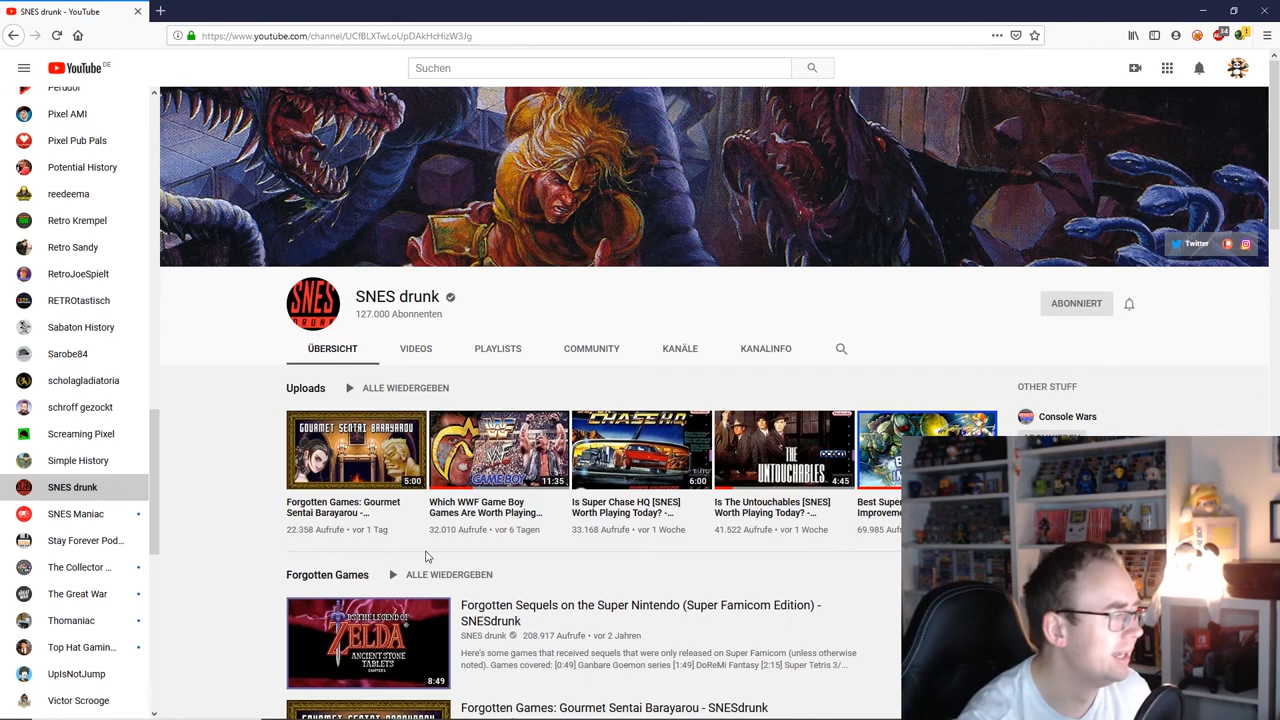 SNES drunk - YouTube
https://www.youtube.com/channel/UCfBLXTwLoUpDAkHcHizW3Jg
YouTube DE
Suchen
Pixel AMI
Pixel Pub Pals
Potential History
reedeema
Retro Krempel
Retro Sandy
RetroJoeSpielt
RETROtastisch
Sabaton History
Sarobe84
scholagladiatoria
schroff gezockt
Screaming Pixel
Simple History
SNES drunk
SNES Maniac
Stay Forever Pod...
The Collector ...
The Great War
Thomaniac
Top Hat Gamin...
UpIsNotJump
Victor Scrooge
Twitter
SNES DRUNK
SNES drunk
127.000 Abonnenten
ABONNIERT
ÜBERSICHT
VIDEOS
PLAYLISTS
COMMUNITY
KANÄLE
KANALINFO
Uploads
ALLE WIEDERGEBEN
OTHER STUFF
Console Wars
GOURMET SENTAI BARAYAROU
5:00
WWF
GAME BOY
11:35
CHASE H.Q.
TAITO
6:00
THE
UNTOUCHABLES
ocean
4:45
Forgotten Games: Gourmet
Sentai Barayarou -...
22.358 Aufrufe • vor 1 Tag
Which WWF Game Boy
Games Are Worth Playing...
32.010 Aufrufe • vor 6 Tagen
Is Super Chase HQ [SNES]
Worth Playing Today? -...
33.168 Aufrufe • vor 1 Woche
Is The Untouchables [SNES]
Worth Playing Today? -...
41.522 Aufrufe • vor 1 Woche
Best Super
Improveme
69.985 Aufr
Forgotten Games
ALLE WIEDERGEBEN
BS THE LEGEND OF
ZELDA
ANCIENT STONE
TABLETS
8:49
Forgotten Sequels on the Super Nintendo (Super Famicom Edition) -
SNESdrunk
SNES drunk 208.917 Aufrufe • vor 2 Jahren
Here's some games that received sequels that were only released on Super Famicom (unless otherwise
noted). Games covered: [0:49] Ganbare Goemon series [1:49] DoReMi Fantasy [2:15] Super Tetris 3/...
Forgotten Games: Gourmet Sentai Barayarou - SNESdrunk